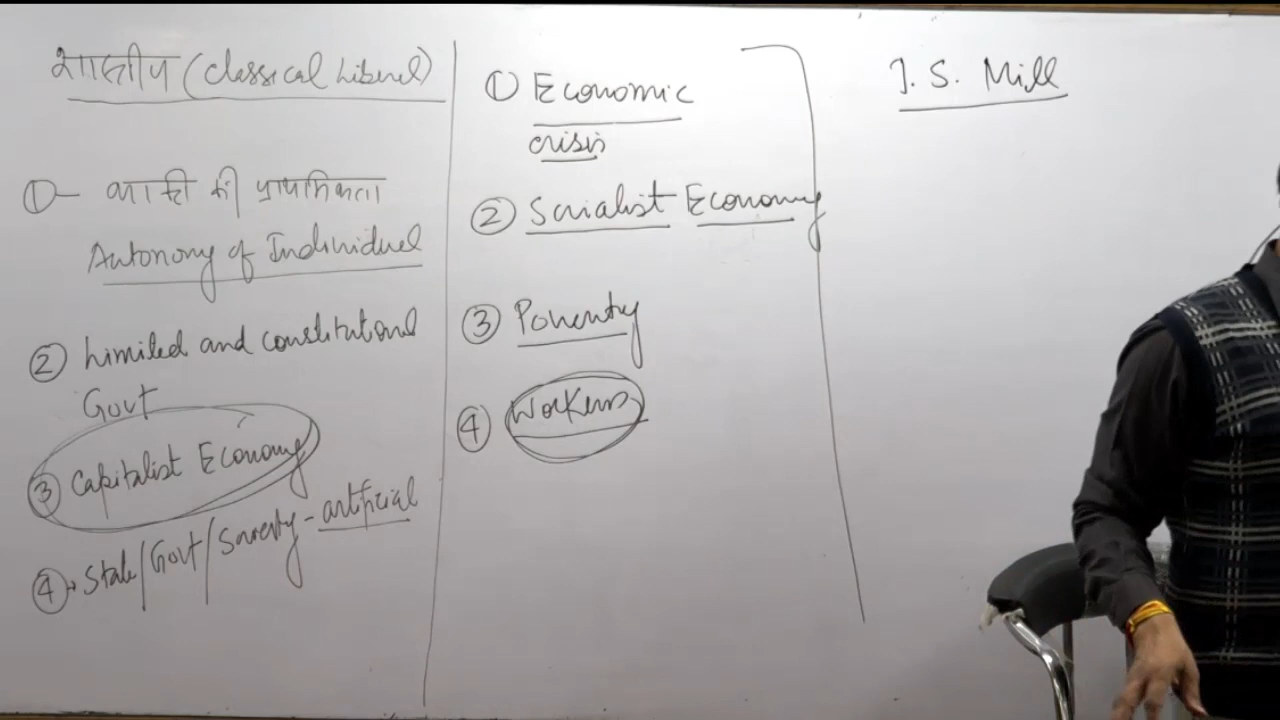 शास्त्रीय (Classical Liberal)
① - व्यक्ति की प्राथमिकता
Autonomy of Individual
② Limited and constitutional
Govt
③ Capitalist Economy
④ → State/Govt/Society - artificial
① Economic
crisis
② Socialist Economy
③ Poverty
④ Workers
J. S. Mill